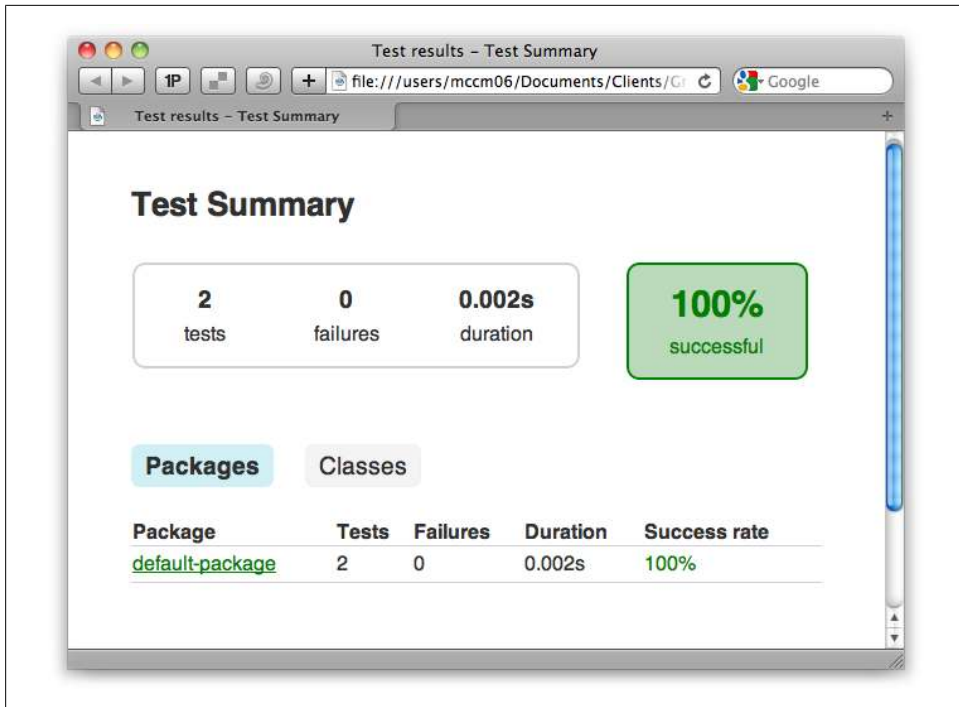 Test results – Test Summary
1P
+
file:///users/mccm06/Documents/Clients/Gr
Google
Test results – Test Summary
+
Test Summary
2 0 0.002s
tests failures duration
100%
successful
Packages Classes
Package Tests Failures Duration Success rate
default-package 2 0 0.002s 100%